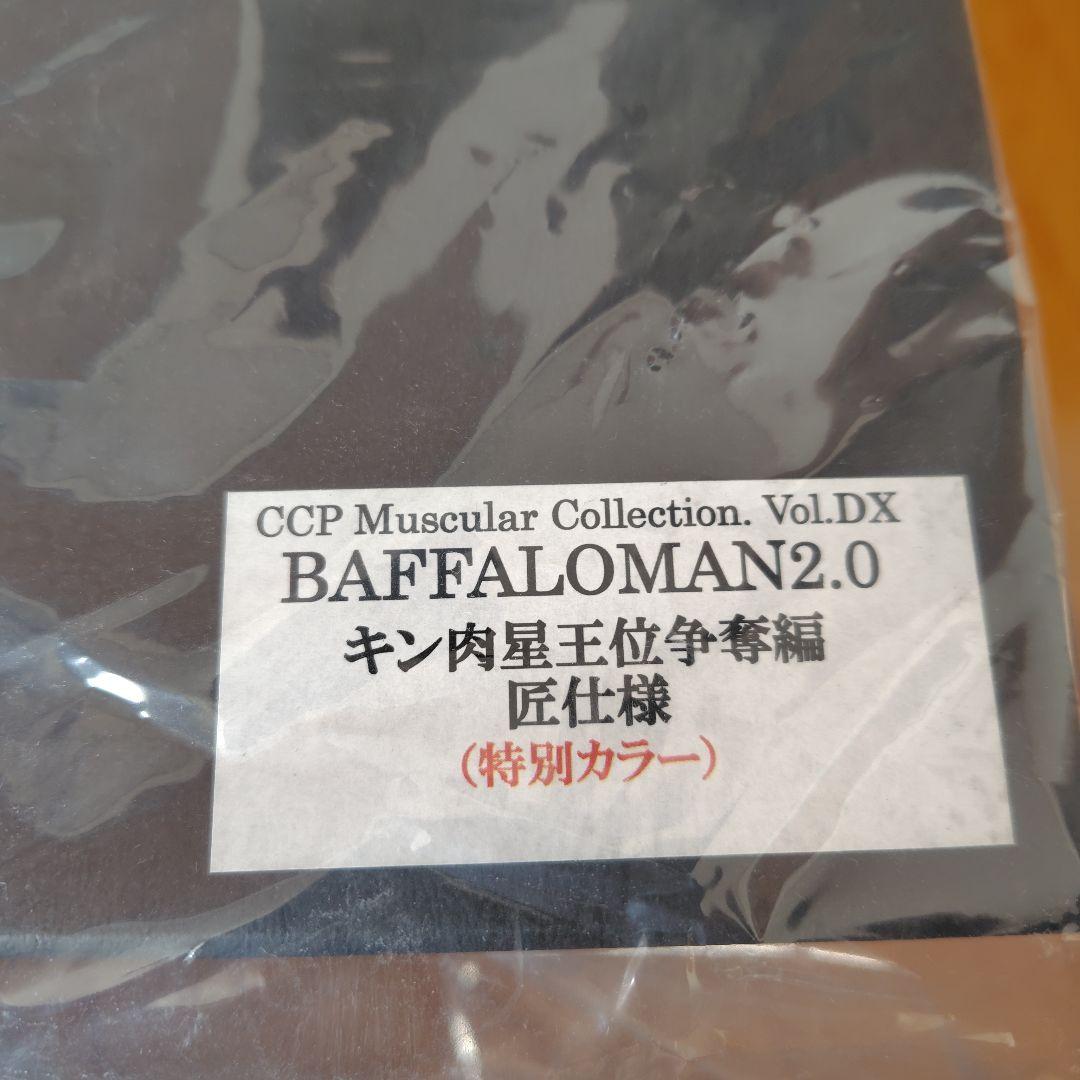 CCP Muscular Collection. Vol.DX
BAFFALOMAN2.0
キン肉星王位争奪編
匠仕様
（特別カラー）